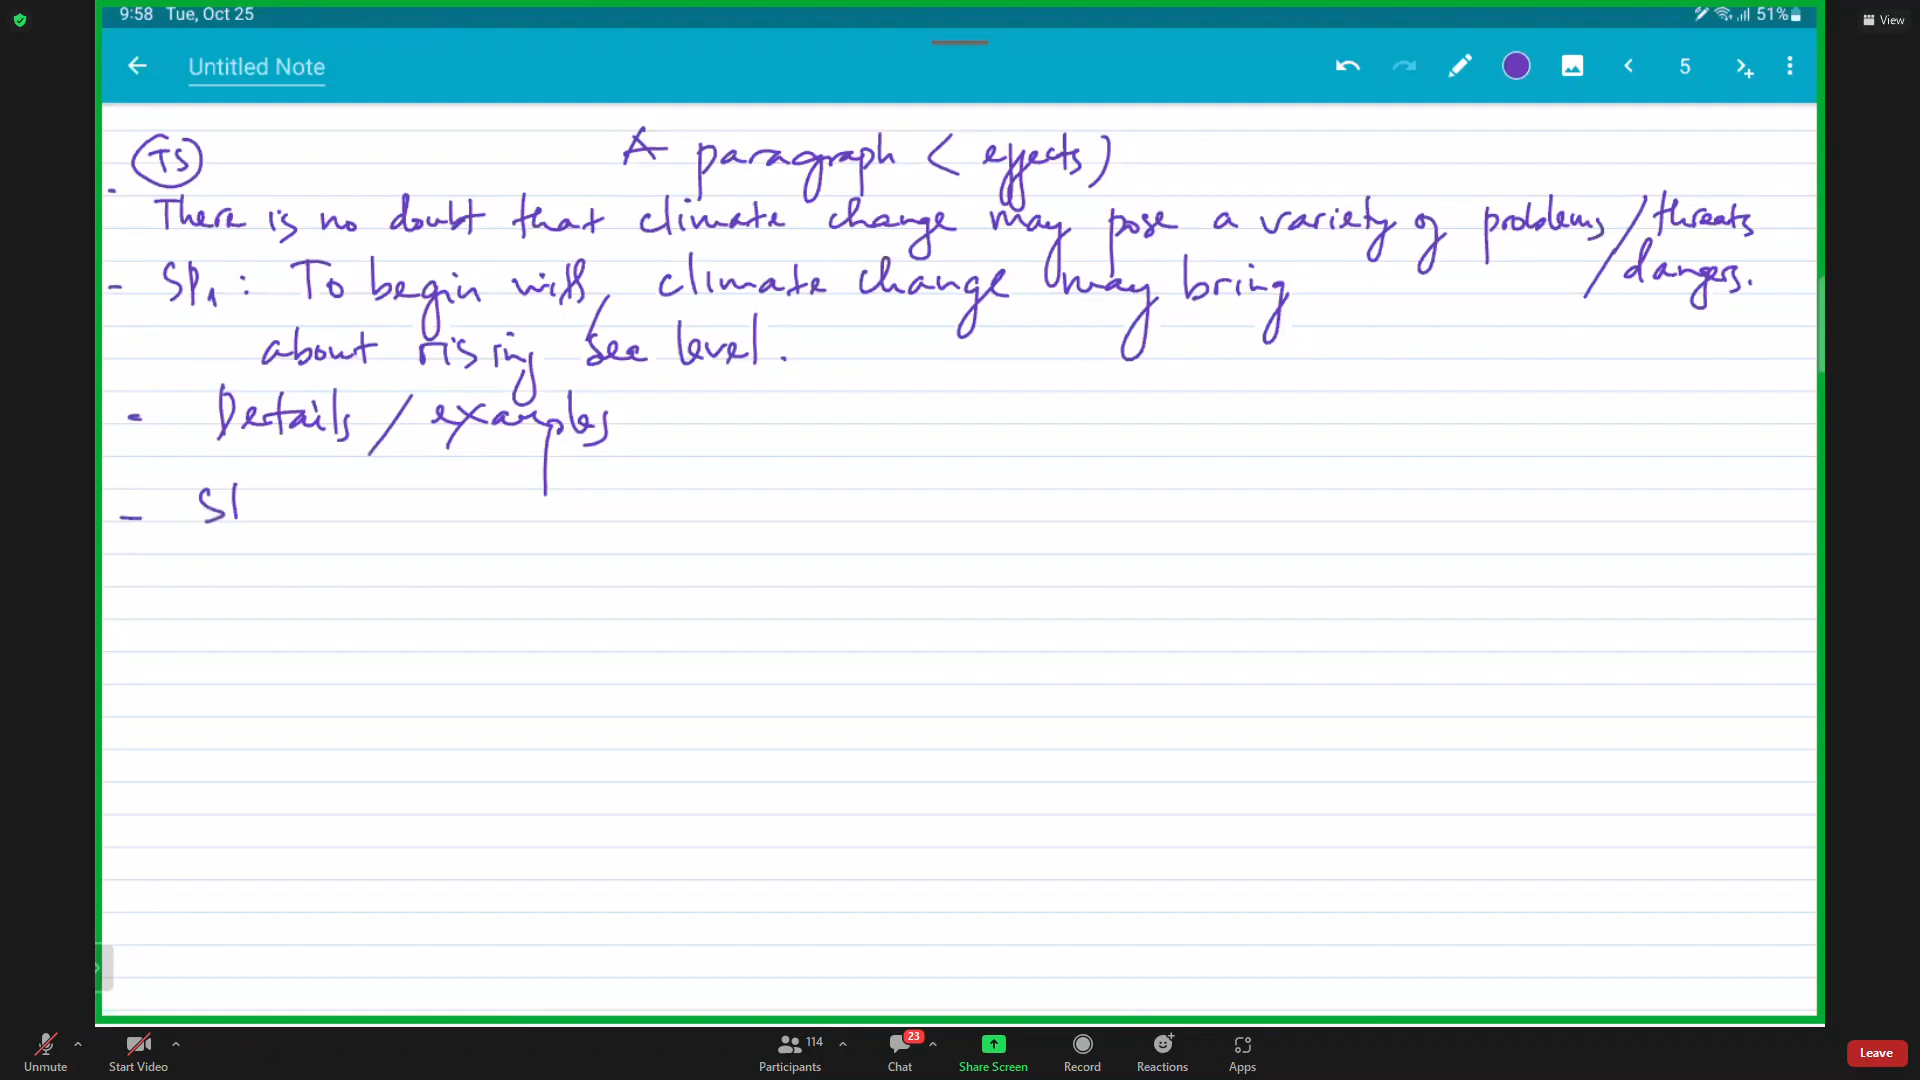 9:58 Tue, Oct 25
51%
View
Untitled Note
5
TS
A paragraph ( effects )
There is no doubt that climate change may pose a variety of problems / threats
/ dangers.
- SP1 : To begin with, climate change may bring
about rising sea level.
- Details / examples
- SP
Unmute
Start Video
114
Participants
23
Chat
Share Screen
Record
Reactions
Apps
Leave